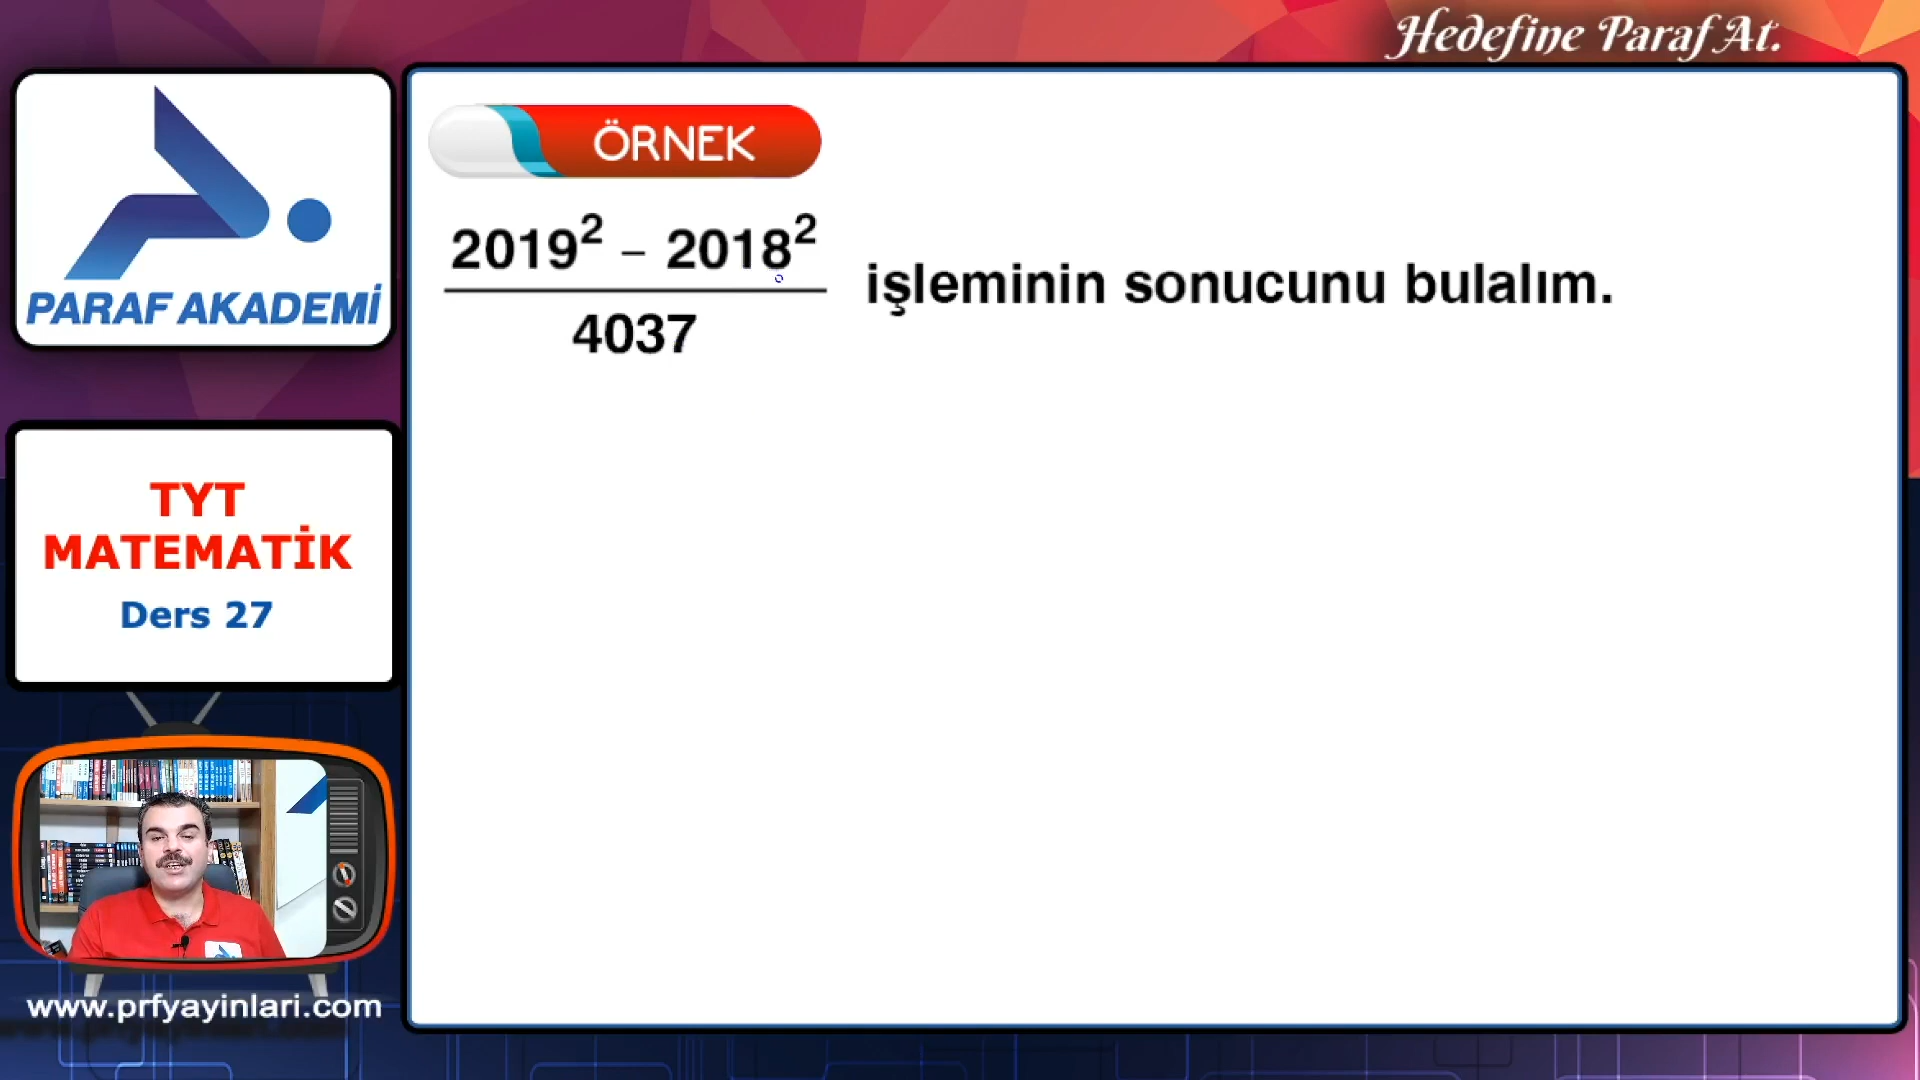 Hedefine Paraf At.
PARAF AKADEMİ
TYT
MATEMATİK
Ders 27
www.prfyayinlari.com
ÖRNEK
2019² – 2018²
4037
işleminin sonucunu bulalım.